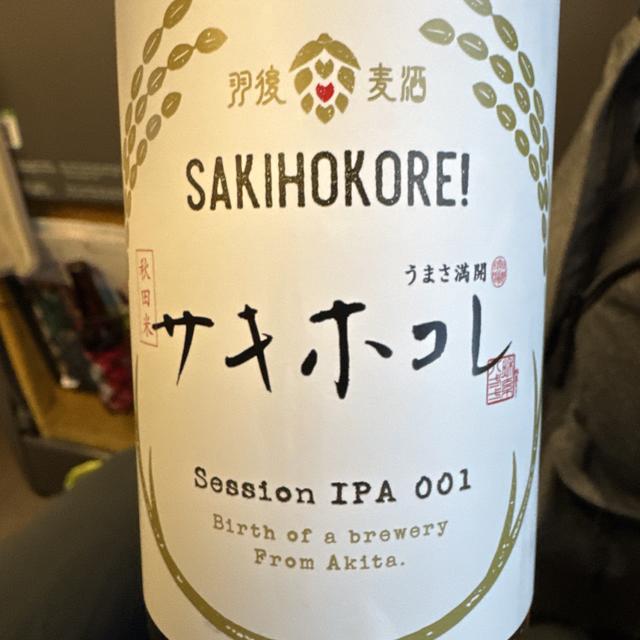 羽後麦酒
SAKIHOKORE!
うまさ満開
秋田米
サキホコレ
Session IPA 001
Birth of a brewery
From Akita.